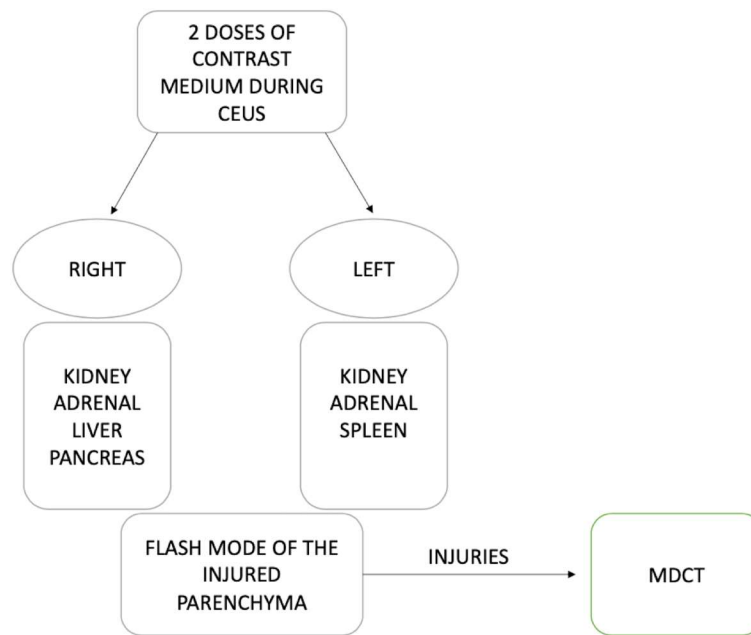 2 DOSES OF
CONTRAST
MEDIUM DURING
CEUS
RIGHT
LEFT
KIDNEY
ADRENAL
LIVER
PANCREAS
KIDNEY
ADRENAL
SPLEEN
FLASH MODE OF THE
INJURED
PARENCHYMA
INJURIES
MDCT